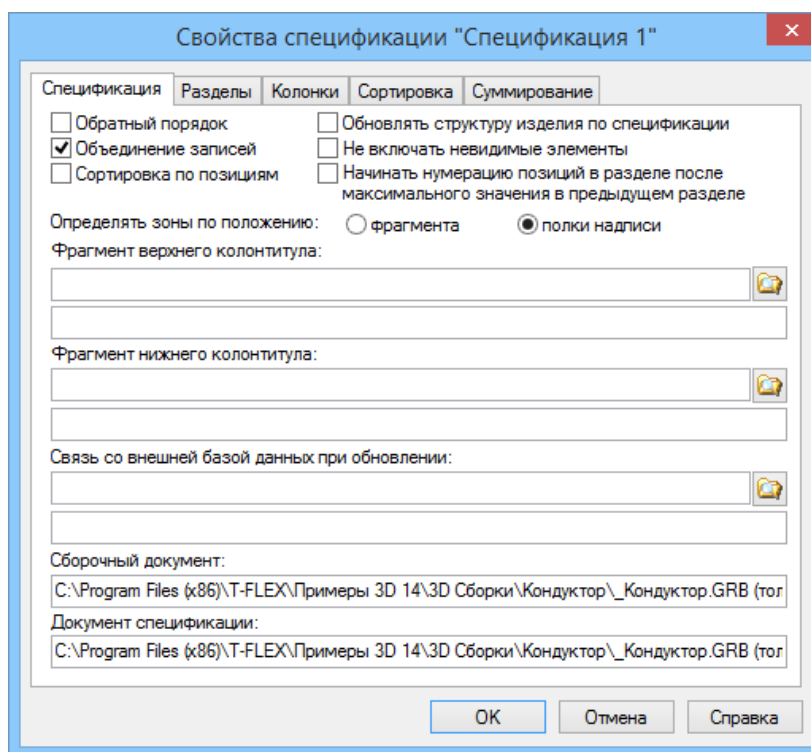 Свойства спецификации "Спецификация 1"
Спецификация Разделы Колонки Сортировка Суммирование
Обратный порядок
Обновлять структуру изделия по спецификации
Объединение записей
Не включать невидимые элементы
Сортировка по позициям
Начинать нумерацию позиций в разделе после
максимального значения в предыдущем разделе
Определять зоны по положению: фрагмента полки надписи
Фрагмент верхнего колонтитула:
Фрагмент нижнего колонтитула:
Связь со внешней базой данных при обновлении:
Сборочный документ:
C:\Program Files (x86)\T-FLEX\Примеры 3D 14\3D Сборки\Кондуктор\_Кондуктор.GRB (тол
Документ спецификации:
C:\Program Files (x86)\T-FLEX\Примеры 3D 14\3D Сборки\Кондуктор\_Кондуктор.GRB (тол
OK Отмена Справка